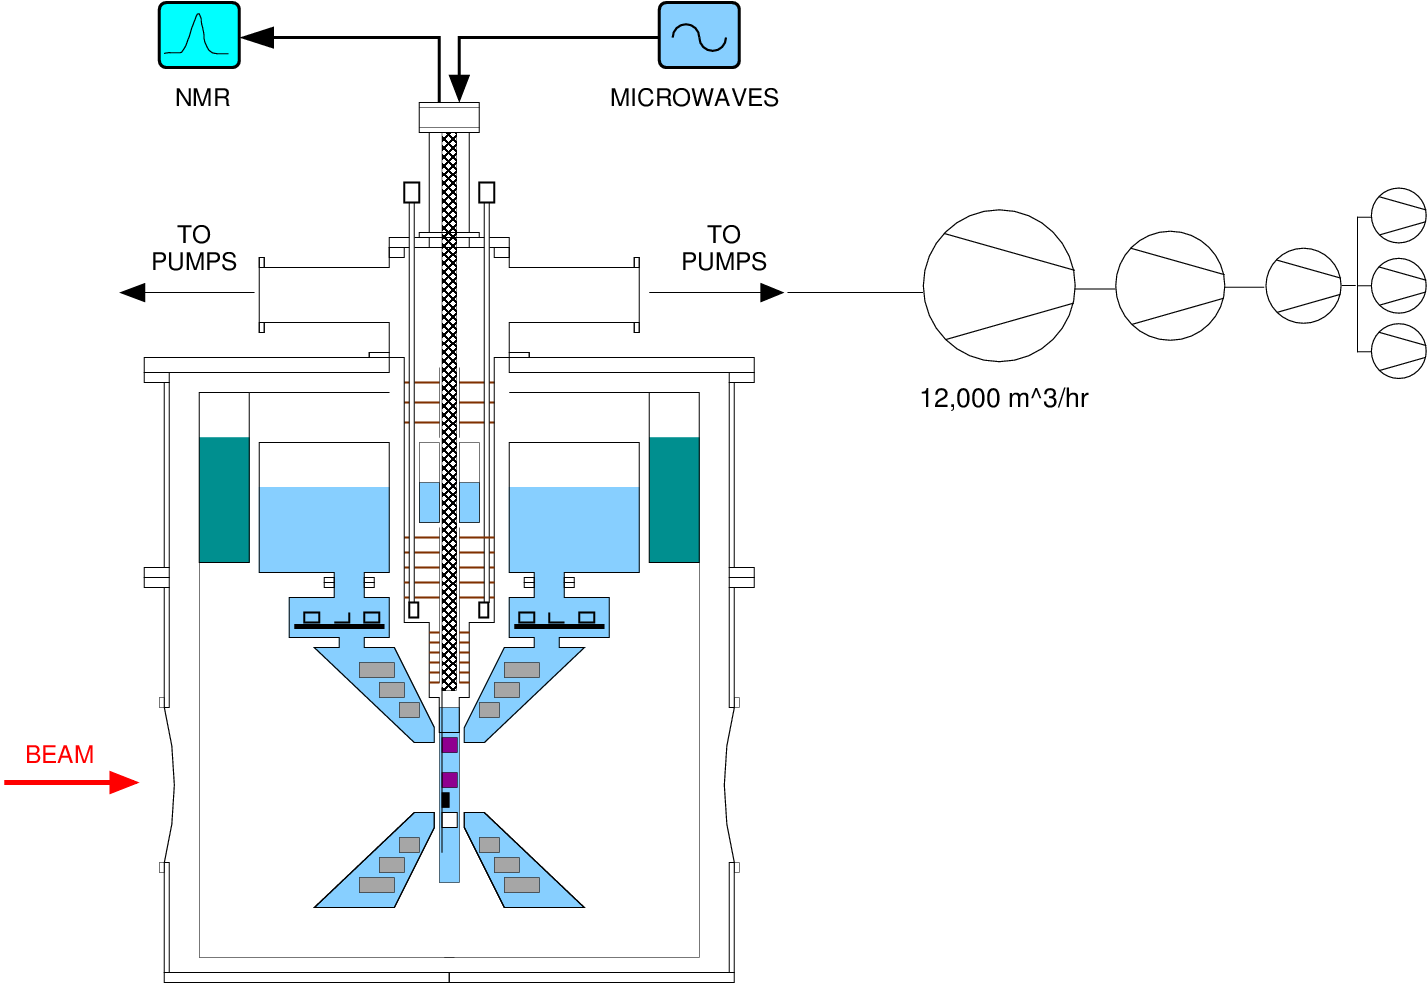 NMR
MICROWAVES
TO
PUMPS
TO
PUMPS
12,000 m^3/hr
BEAM